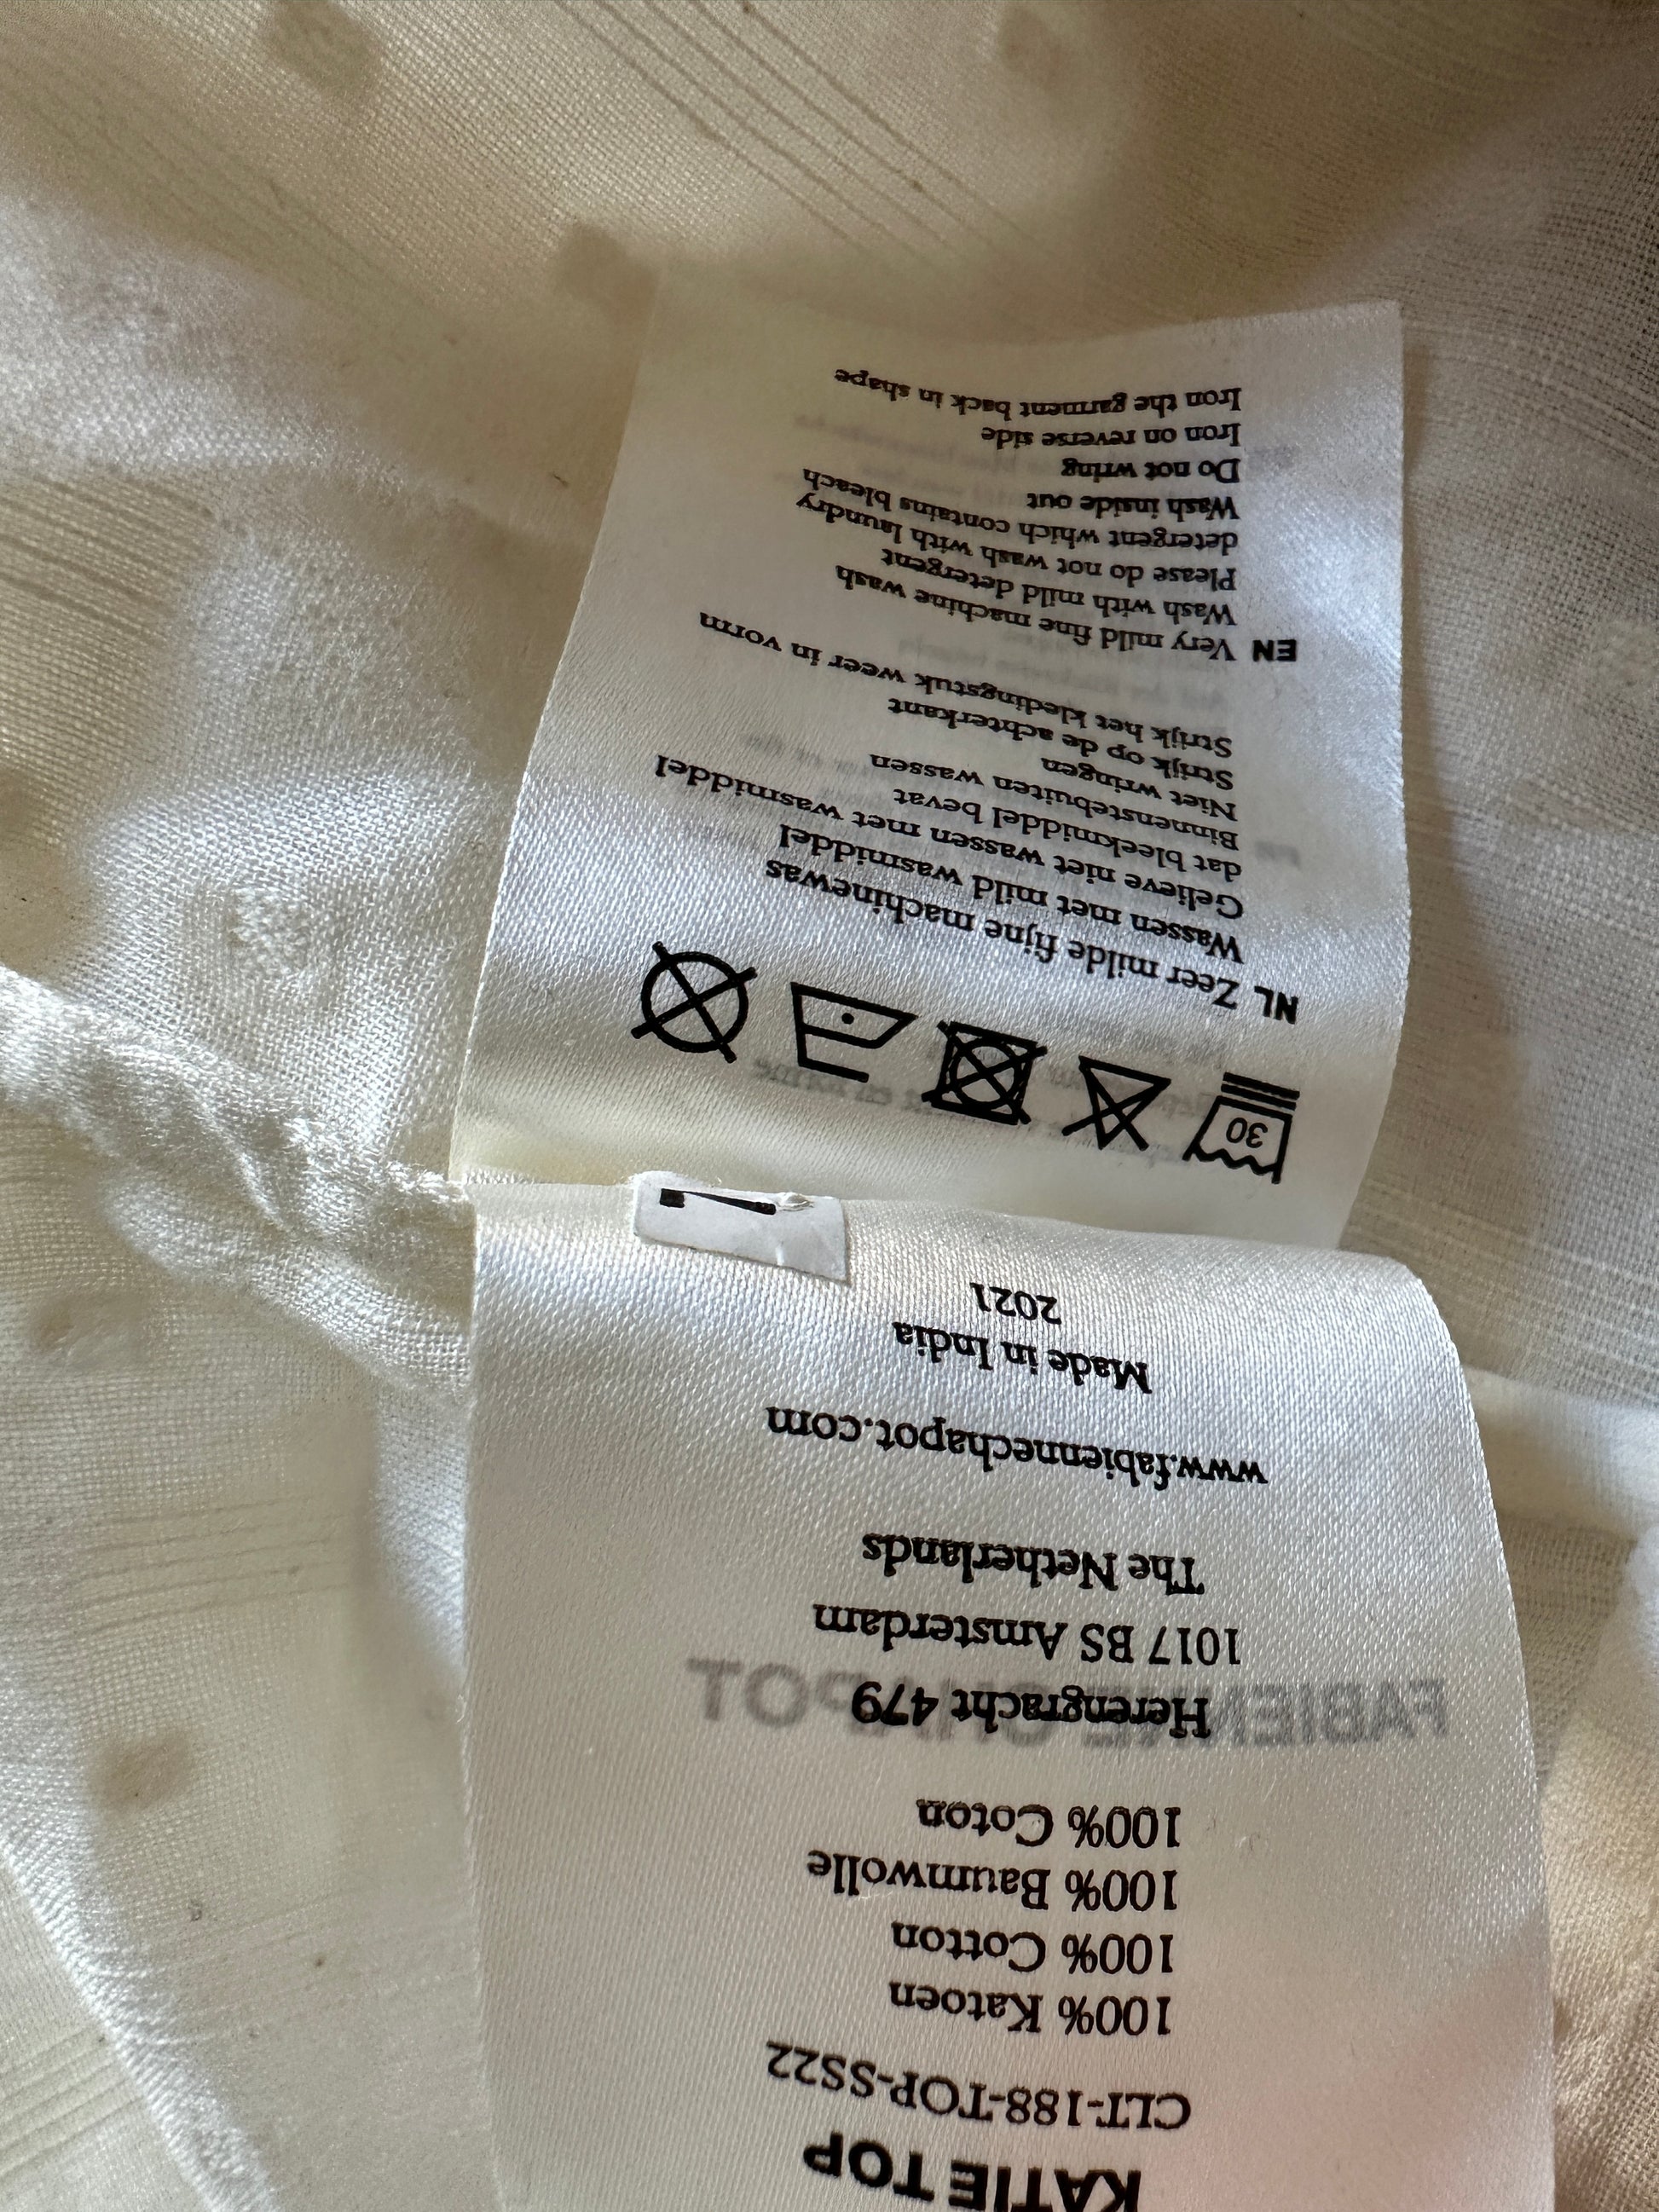 KATIE TOP
CLT-188-TOP-SS22
100% Katoen
100% Cotton
100% Baumwolle
100% Coton
Herengracht 479
FABIENNE CHAPOT
1017 BS Amsterdam
The Netherlands
www.fabiennechapot.com
Made in India
2021
30
NL Zeer milde fijne machinewas
Wassen met mild wasmiddel
Gelieve niet wassen met wasmiddel
dat bleekmiddel bevat
Binnenstebuiten wassen
Niet wringen
Strijk op de achterkant
Strijk het kledingstuk weer in vorm
EN Very mild fine machine wash
Wash with mild detergent
Please do not wash with laundry
detergent which contains bleach
Wash inside out
Do not wring
Iron on reverse side
Iron the garment back in shape